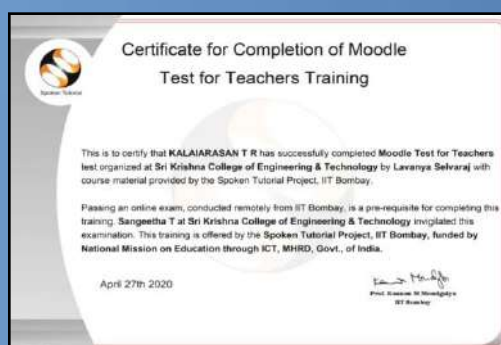 Certificate for Completion of Moodle
Test for Teachers Training
Spoken Tutorial
This is to certify that KALAIARASAN T R has successfully completed Moodle Test for Teachers
test organized at Sri Krishna College of Engineering & Technology by Lavanya Selvaraj with
course material provided by the Spoken Tutorial Project, IIT Bombay.
Passing an online exam, conducted remotely from IIT Bombay, is a pre-requisite for completing this
training. Sangeetha T at Sri Krishna College of Engineering & Technology invigilated this
examination. This training is offered by the Spoken Tutorial Project, IIT Bombay, funded by
National Mission on Education through ICT, MHRD, Govt., of India.
April 27th 2020
Prof. Kannan M Moudgalya
IIT Bombay